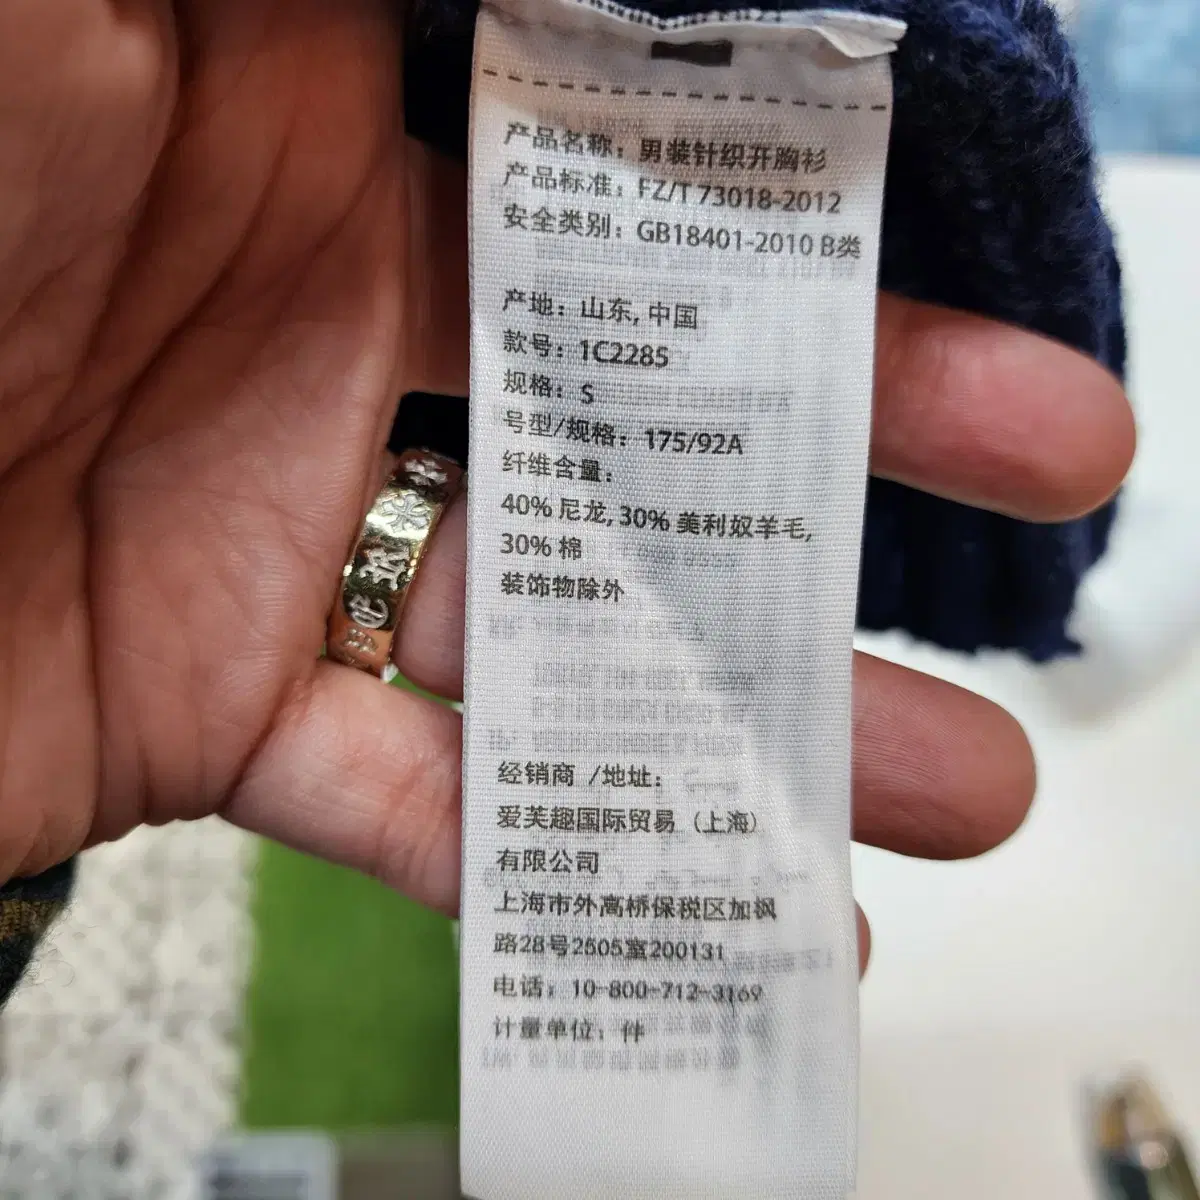 产品名称：男装针织开胸衫
产品标准：FZ/T 73018-2012
安全类别：GB18401-2010 B类
产地：山东, 中国
款号：1C2285
规格：S
号型/规格：175/92A
纤维含量：
40% 尼龙, 30% 美利奴羊毛,
30% 棉
装饰物除外
经销商 /地址：
爱芙趣国际贸易（上海）
有限公司
上海市外高桥保税区加枫
路28号2505室200131
电话：10-800-712-3169
计量单位：件